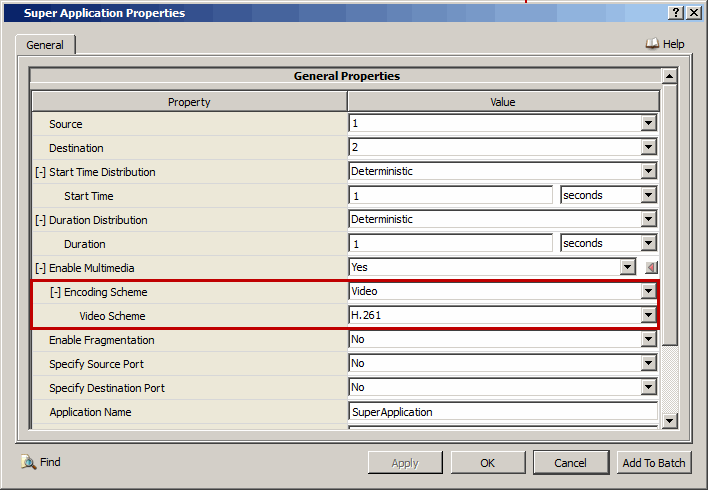 Super Application Properties
General
Help
General Properties
Property Value
Source 1
Destination 2
[-] Start Time Distribution Deterministic
Start Time 1 seconds
[-] Duration Distribution Deterministic
Duration 1 seconds
[-] Enable Multimedia Yes
[-] Encoding Scheme Video
Video Scheme H.261
Enable Fragmentation No
Specify Source Port No
Specify Destination Port No
Application Name SuperApplication
Find Apply OK Cancel Add To Batch